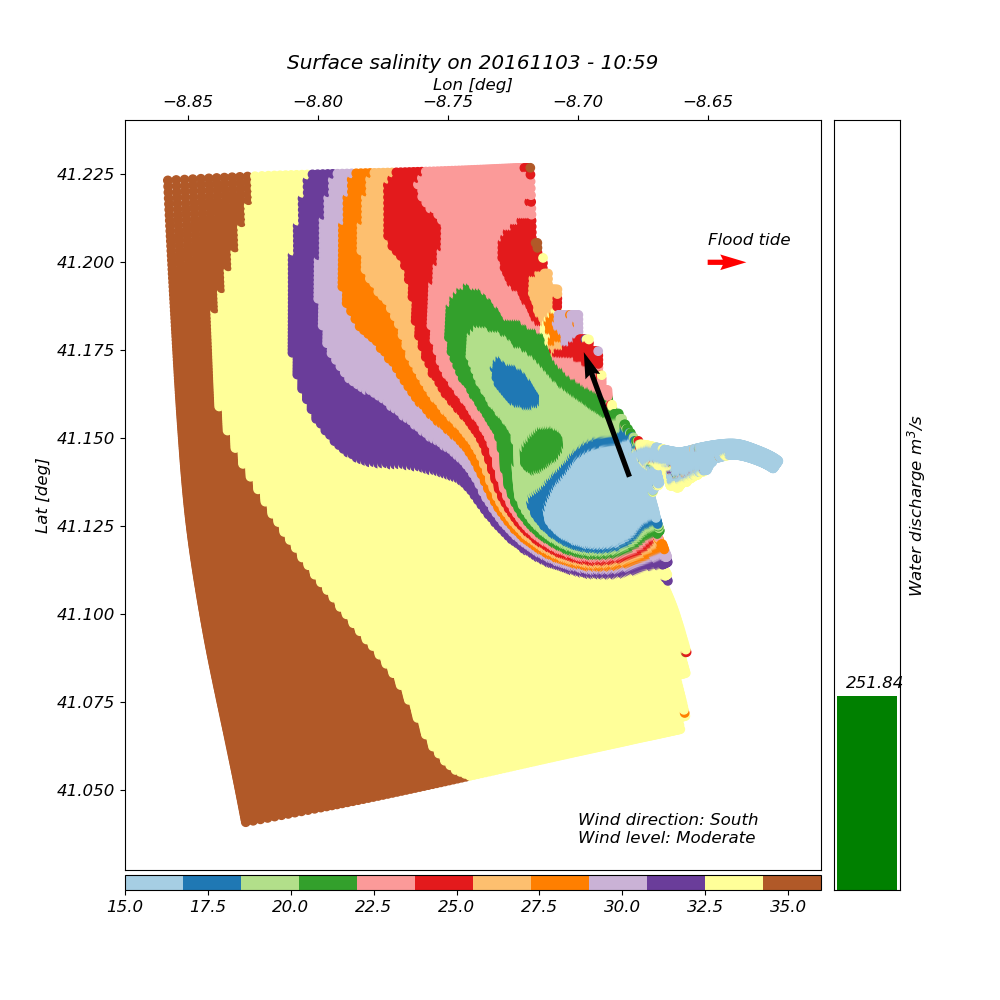 Surface salinity on 20161103 - 10:59
Lon [deg]
−8.85 −8.80 −8.75 −8.70 −8.65
41.225
41.200
41.175
41.150
41.125
41.100
41.075
41.050
Lat [deg]
Flood tide
Wind direction: South
Wind level: Moderate
15.0 17.5 20.0 22.5 25.0 27.5 30.0 32.5 35.0
251.84
Water discharge m³/s